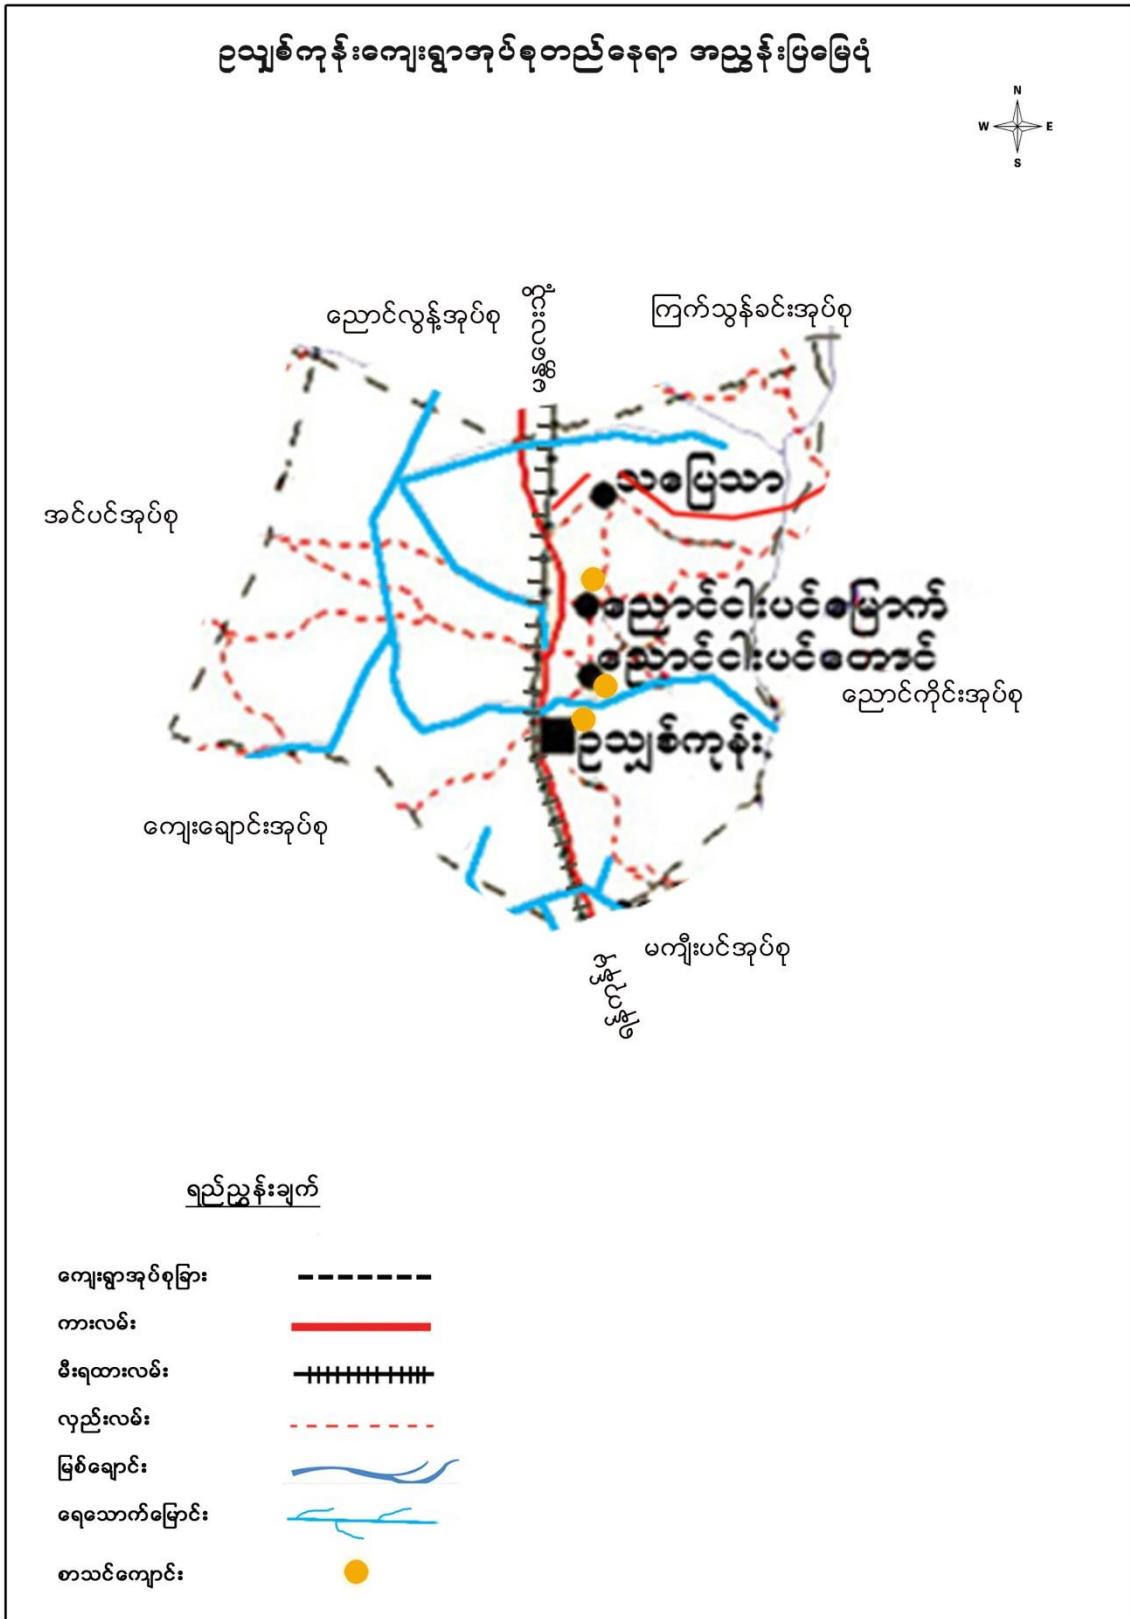 ဥသျှစ်ကုန်းကျေးရွာအုပ်စုတည်နေရာ အညွှန်းပြမြေပုံ
N
W E
S
ညောင်လွန့်အုပ်စု
ကြက်သွန်ခင်းအုပ်စု
သပြေသာ
အင်ပင်အုပ်စု
ညောင်ငါးပင်မြောက်
ညောင်ငါးပင်တောင်
ညောင်ကိုင်းအုပ်စု
ဥသျှစ်ကုန်း
ကျေးချောင်းအုပ်စု
မကျီးပင်အုပ်စု
ရည်ညွှန်းချက်
ကျေးရွာအုပ်စုခြား
ကားလမ်း
မီးရထားလမ်း
လှည်းလမ်း
မြစ်ချောင်း
ရေသောက်မြောင်း
စာသင်ကျောင်း